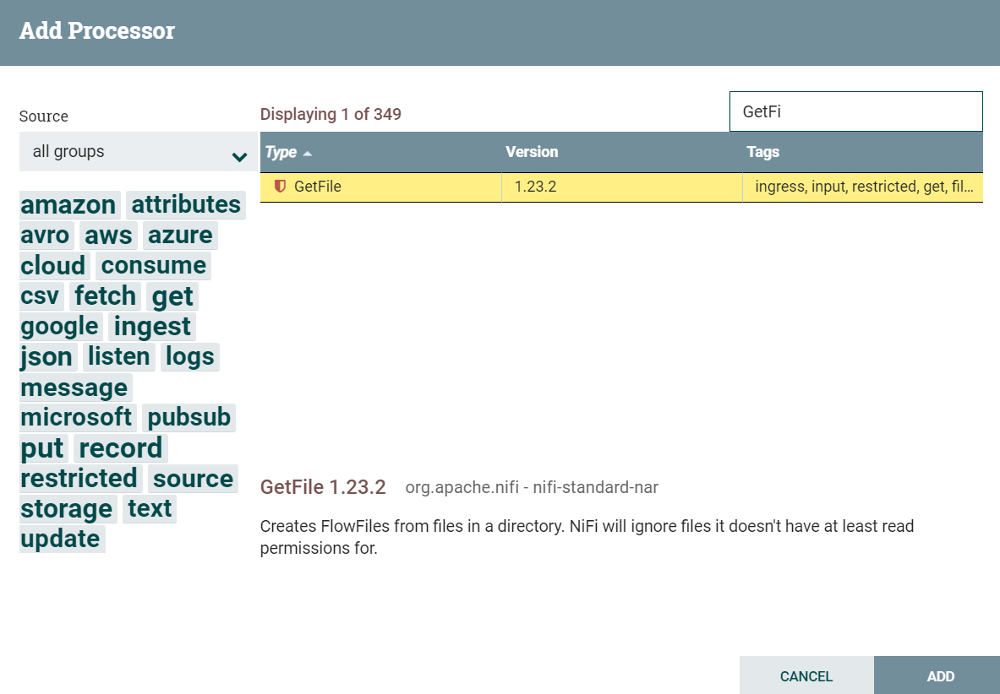 Add Processor
Source
all groups
amazon attributes
avro aws azure
cloud consume
csv fetch get
google ingest
json listen logs
message
microsoft pubsub
put record
restricted source
storage text
update
Displaying 1 of 349
GetFi
Type Version Tags
GetFile 1.23.2 ingress, input, restricted, get, fil...
GetFile 1.23.2 org.apache.nifi - nifi-standard-nar
Creates FlowFiles from files in a directory. NiFi will ignore files it doesn't have at least read
permissions for.
CANCEL ADD